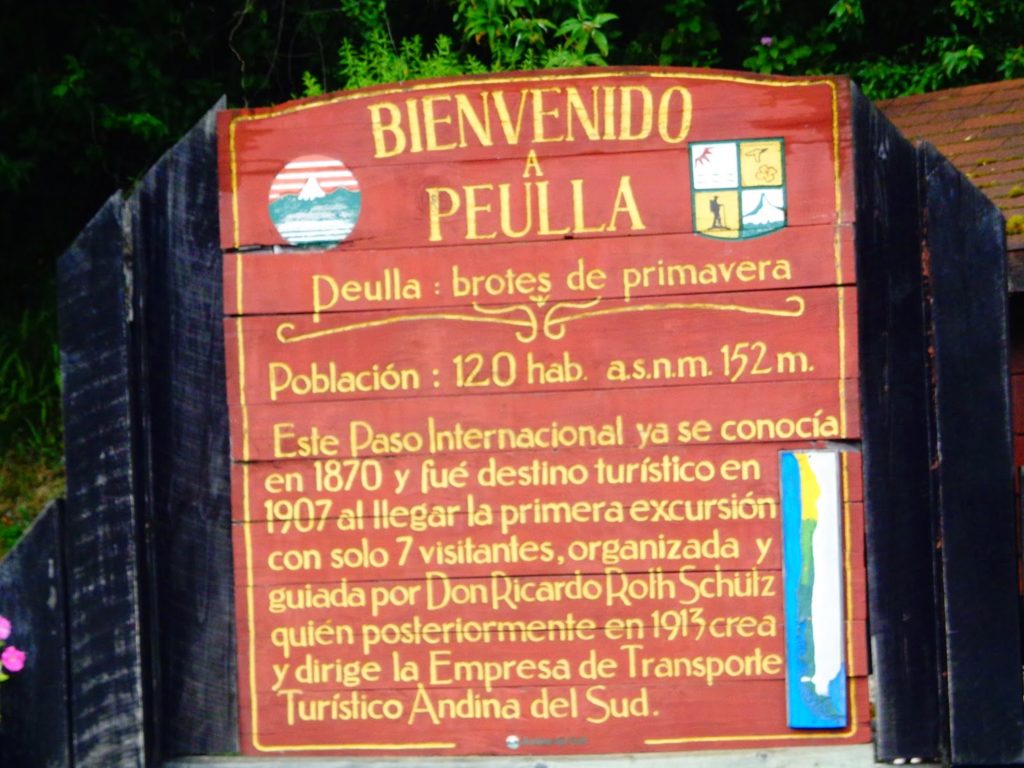 BIENVENIDO
A
PEULLA
Peulla : brotes de primavera
Población : 120 hab. a.s.n.m. 152 m.
Este Paso Internacional ya se conocía
en 1870 y fué destino turístico en
1907 al llegar la primera excursión
con solo 7 visitantes, organizada y
guiada por Don Ricardo Roth Schütz
quién posteriormente en 1913 crea
y dirige la Empresa de Transporte
Turístico Andina del Sud.